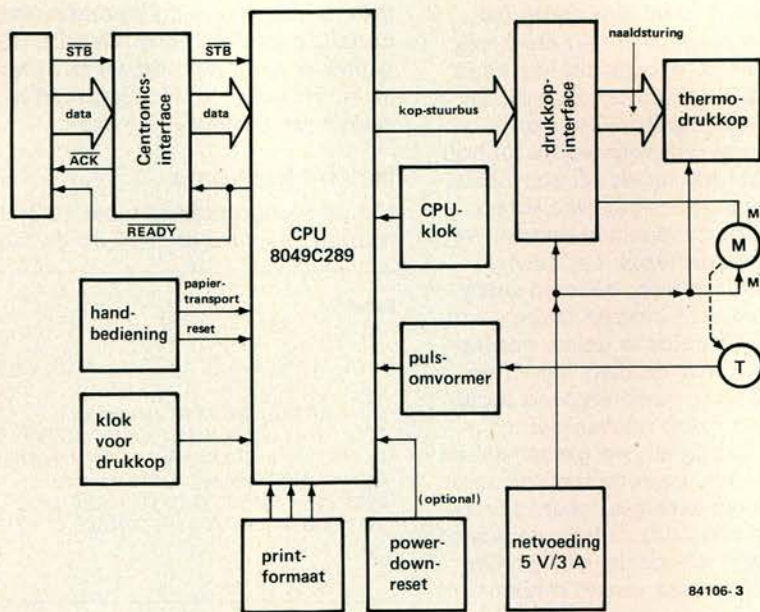 STB
data
ACK
READY
Centronics-
interface
STB
data
CPU
8049C289
kop-stuurbus
drukkop-
interface
naaldsturing
thermo-
drukkop
CPU-
klok
M
M
M
T
puls-
omvormer
hand-
bediening
papier-
transport
reset
klok
voor
drukkop
print-
formaat
(optional)
power-
down-
reset
netvoeding
5 V/3 A
84106-3